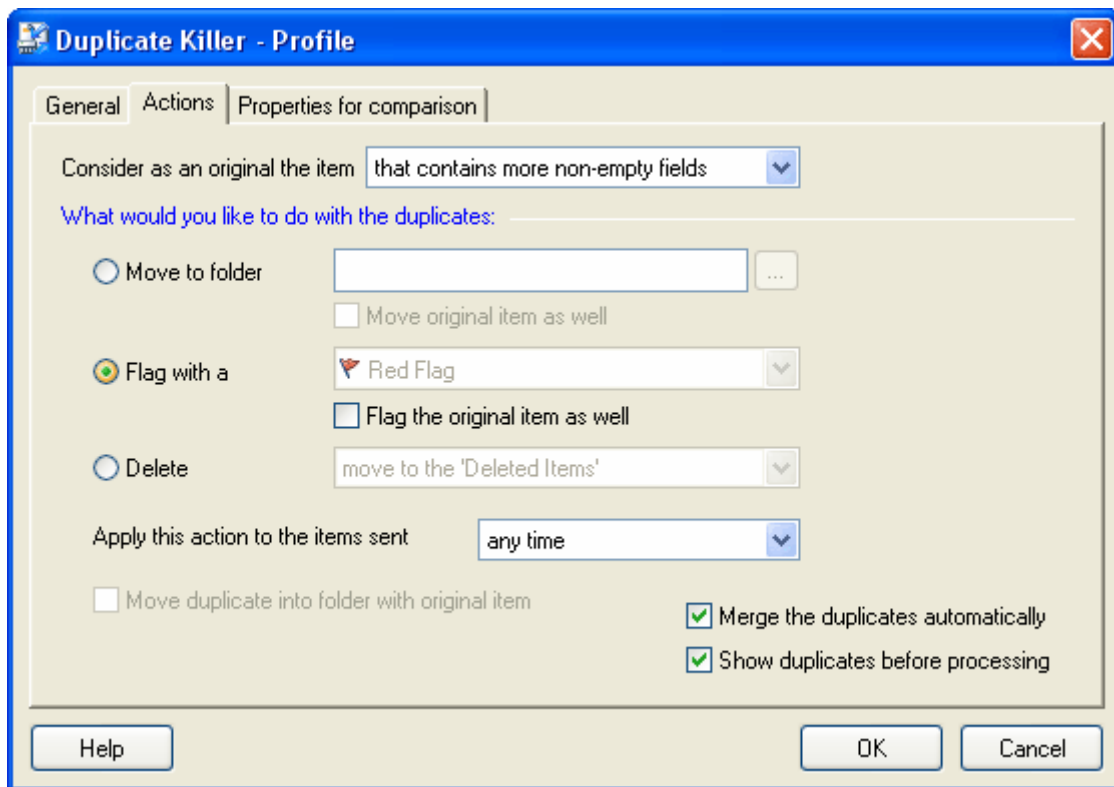 Duplicate Killer - Profile
General Actions Properties for comparison
Consider as an original the item that contains more non-empty fields
What would you like to do with the duplicates:
Move to folder ...
Move original item as well
Flag with a Red Flag
Flag the original item as well
Delete move to the 'Deleted Items'
Apply this action to the items sent any time
Move duplicate into folder with original item
Merge the duplicates automatically
Show duplicates before processing
Help OK Cancel